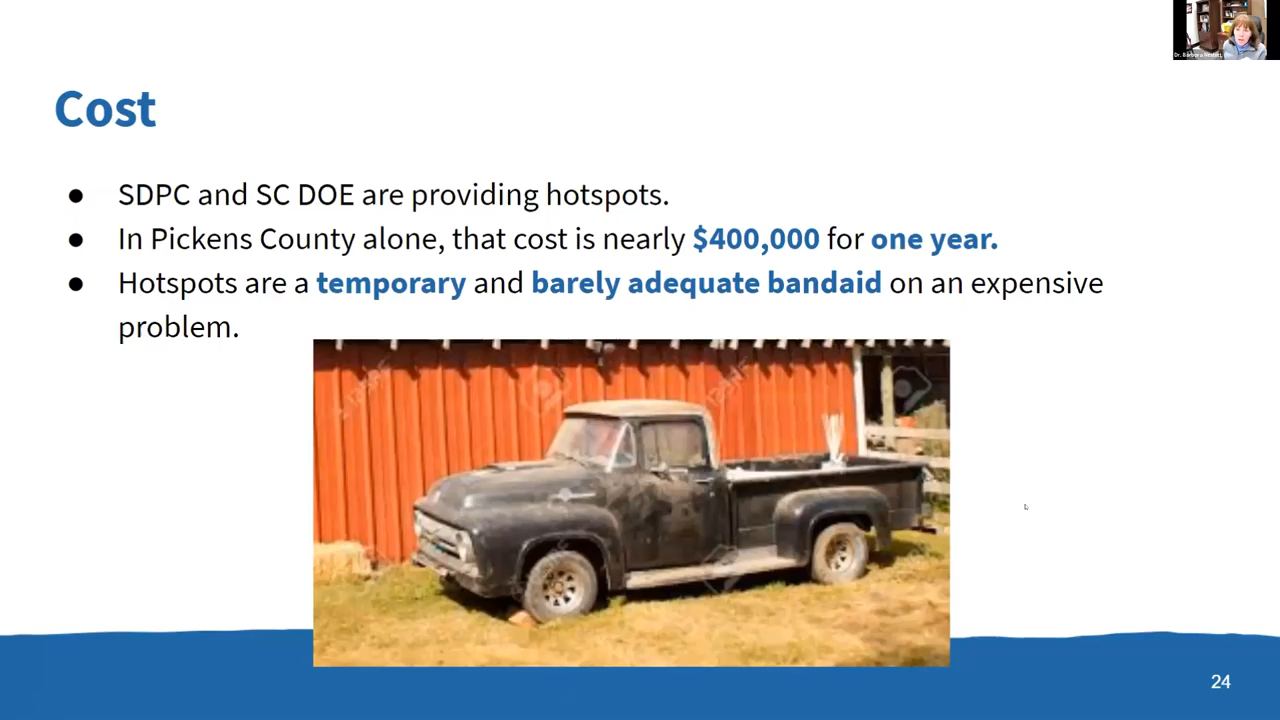 Cost
● SDPC and SC DOE are providing hotspots.
● In Pickens County alone, that cost is nearly $400,000 for one year.
● Hotspots are a temporary and barely adequate bandaid on an expensive
problem.
24